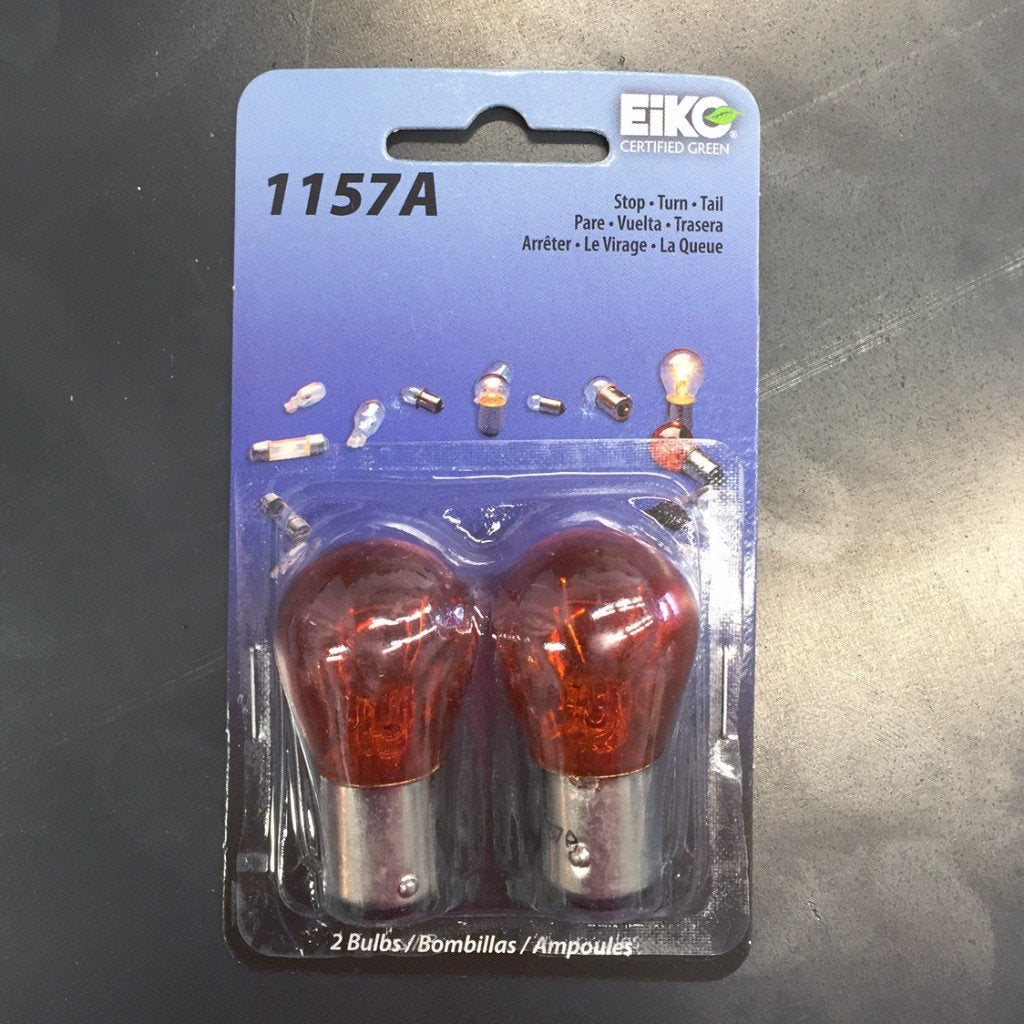 EiKO®
CERTIFIED GREEN
1157A
Stop • Turn • Tail
Pare • Vuelta • Trasera
Arrêter • Le Virage • La Queue
7A
2 Bulbs / Bombillas / Ampoules